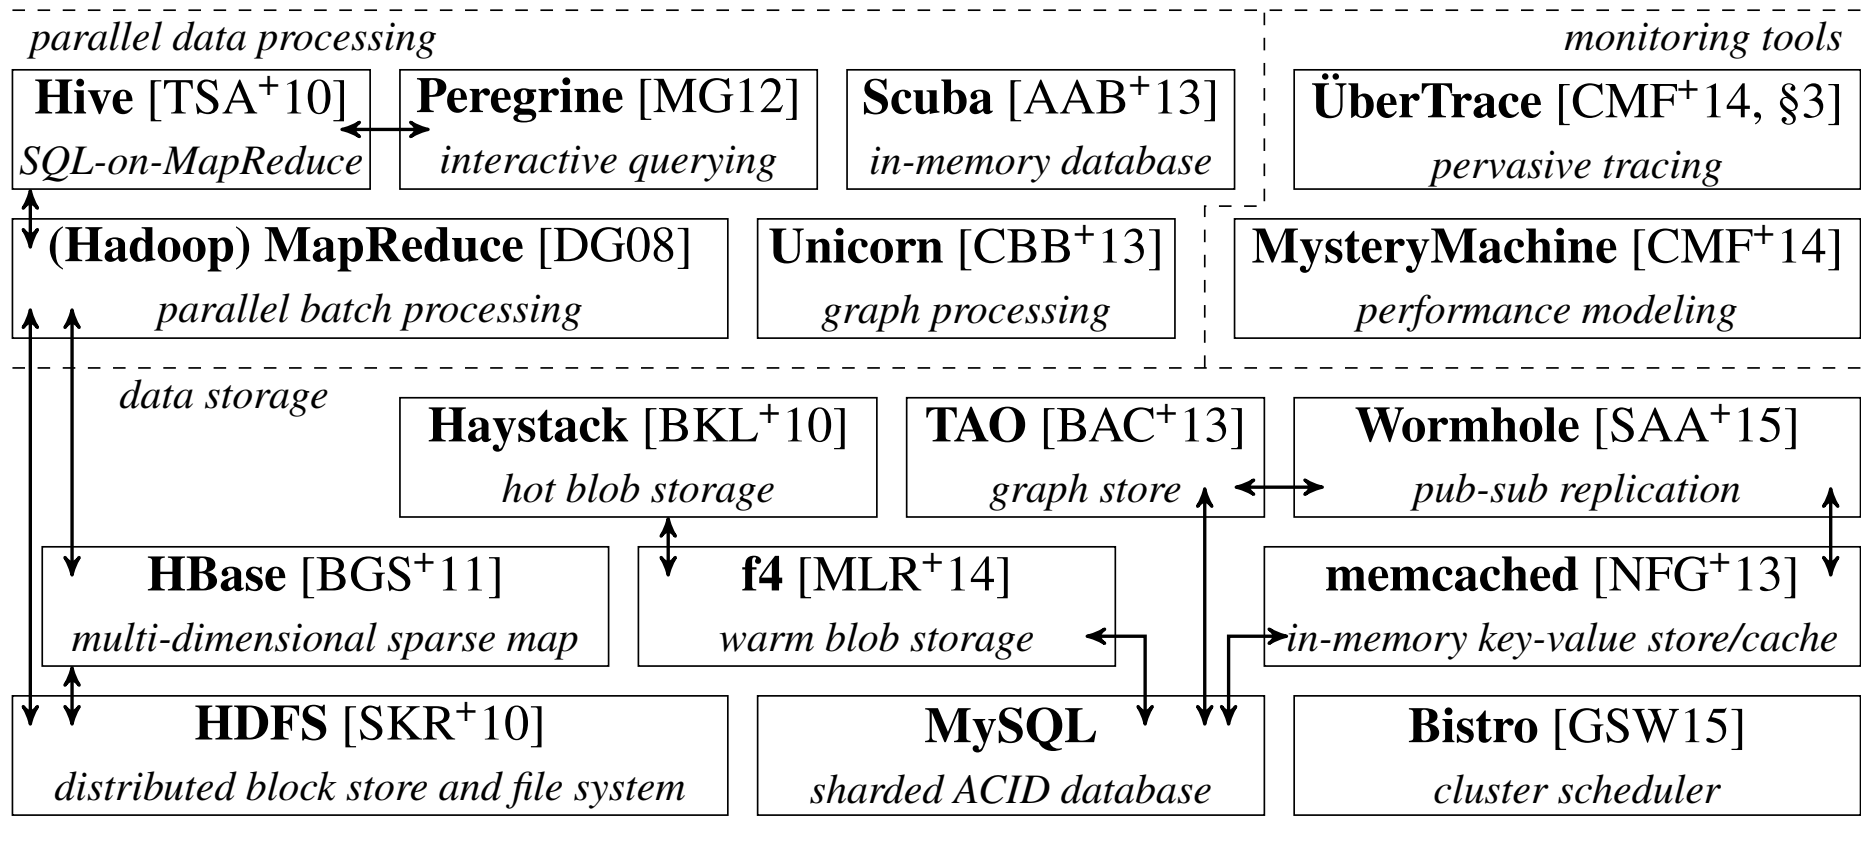 parallel data processing
monitoring tools
Hive [TSA+10]
SQL-on-MapReduce
Peregrine [MG12]
interactive querying
Scuba [AAB+13]
in-memory database
ÜberTrace [CMF+14, §3]
pervasive tracing
(Hadoop) MapReduce [DG08]
parallel batch processing
Unicorn [CBB+13]
graph processing
MysteryMachine [CMF+14]
performance modeling
data storage
Haystack [BKL+10]
hot blob storage
TAO [BAC+13]
graph store
Wormhole [SAA+15]
pub-sub replication
HBase [BGS+11]
multi-dimensional sparse map
f4 [MLR+14]
warm blob storage
memcached [NFG+13]
in-memory key-value store/cache
HDFS [SKR+10]
distributed block store and file system
MySQL
sharded ACID database
Bistro [GSW15]
cluster scheduler